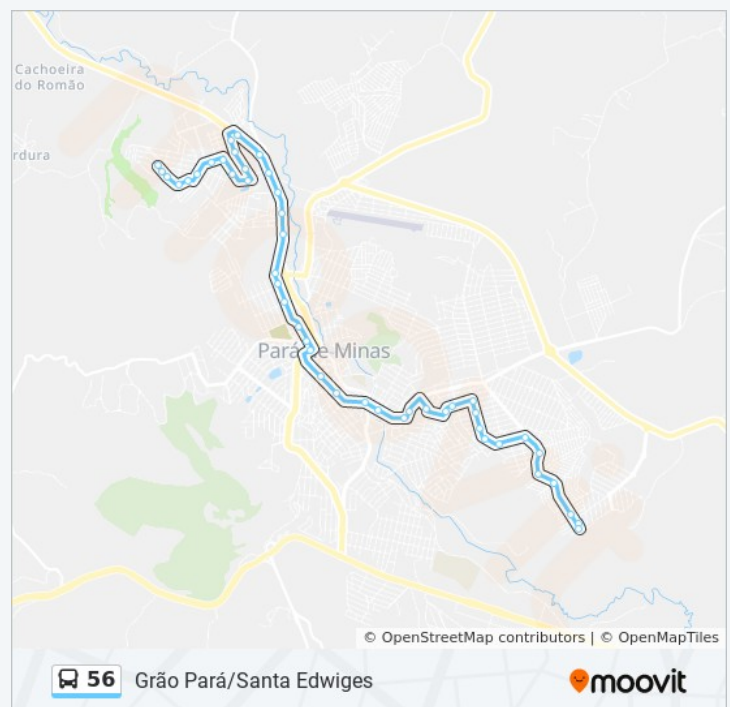 Cachoeira
do Romão
rdura
Pará de Minas
© OpenStreetMap contributors | © OpenMapTiles
56 Grão Pará/Santa Edwiges
moovit